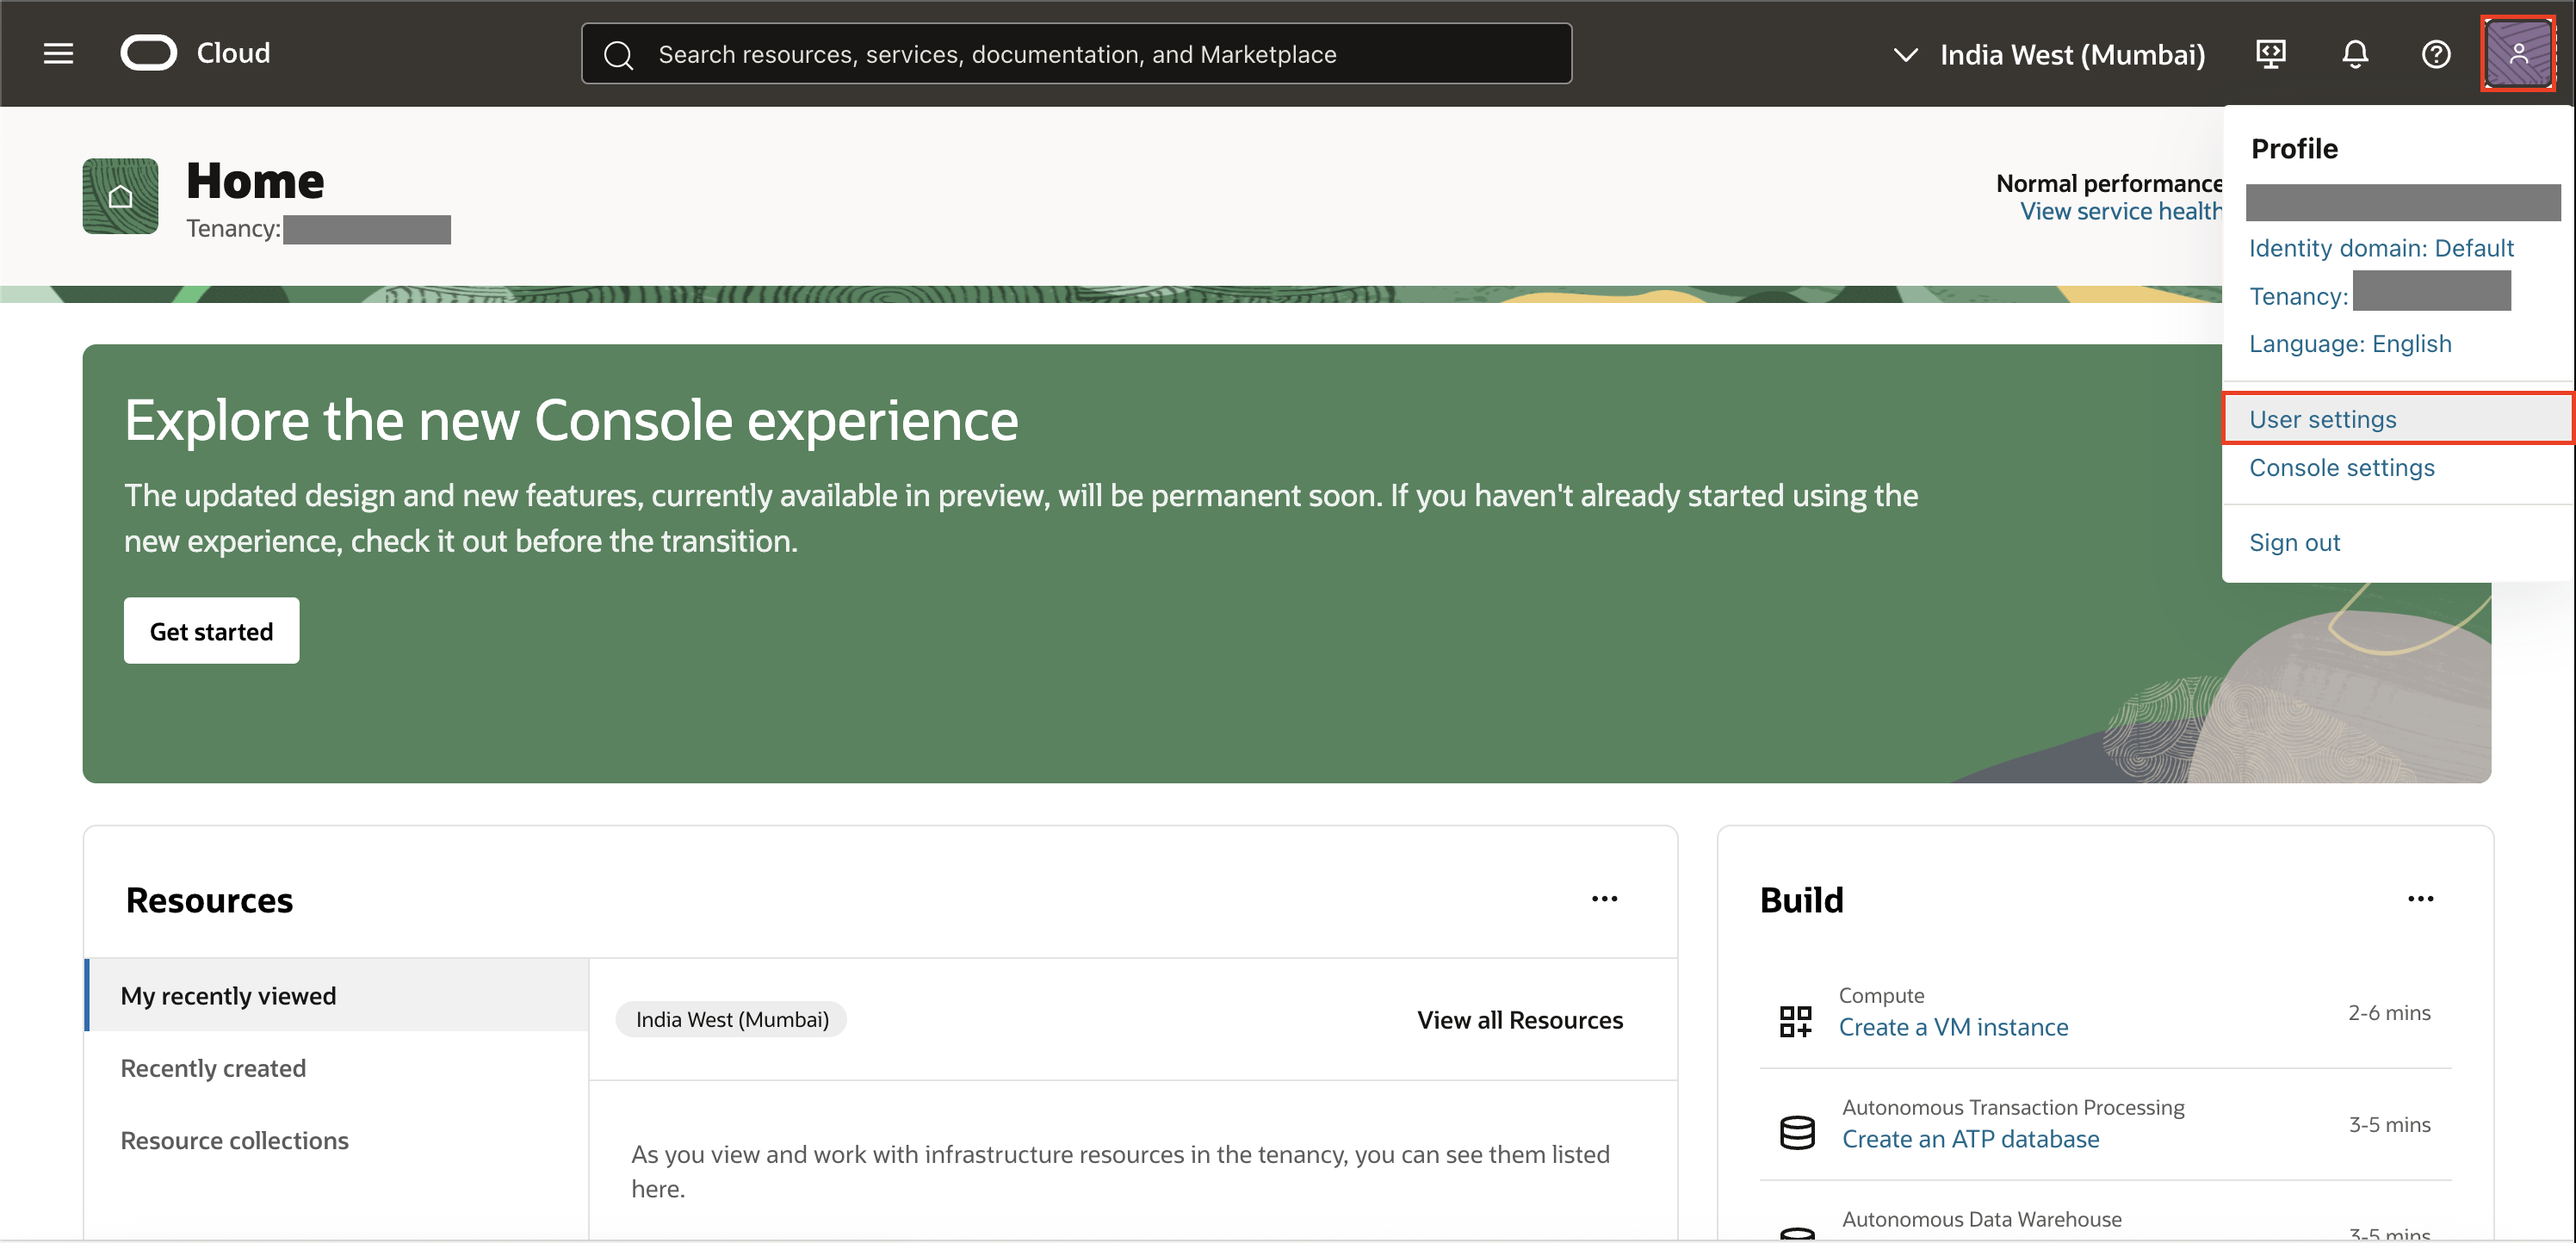 Cloud
Search resources, services, documentation, and Marketplace
India West (Mumbai)
Home
Tenancy:
Normal performance
View service health
Profile
Identity domain: Default
Tenancy:
Language: English
User settings
Console settings
Sign out
Explore the new Console experience
The updated design and new features, currently available in preview, will be permanent soon. If you haven't already started using the
new experience, check it out before the transition.
Get started
Resources
My recently viewed
Recently created
Resource collections
India West (Mumbai)
View all Resources
As you view and work with infrastructure resources in the tenancy, you can see them listed
here.
Build
Compute
Create a VM instance
2-6 mins
Autonomous Transaction Processing
Create an ATP database
3-5 mins
Autonomous Data Warehouse
3-5 mins